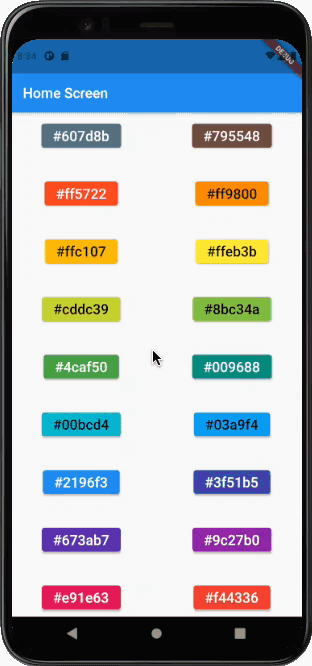 8:34
DEBUG
Home Screen
#607d8b #795548
#ff5722 #ff9800
#ffc107 #ffeb3b
#cddc39 #8bc34a
#4caf50 #009688
#00bcd4 #03a9f4
#2196f3 #3f51b5
#673ab7 #9c27b0
#e91e63 #f44336